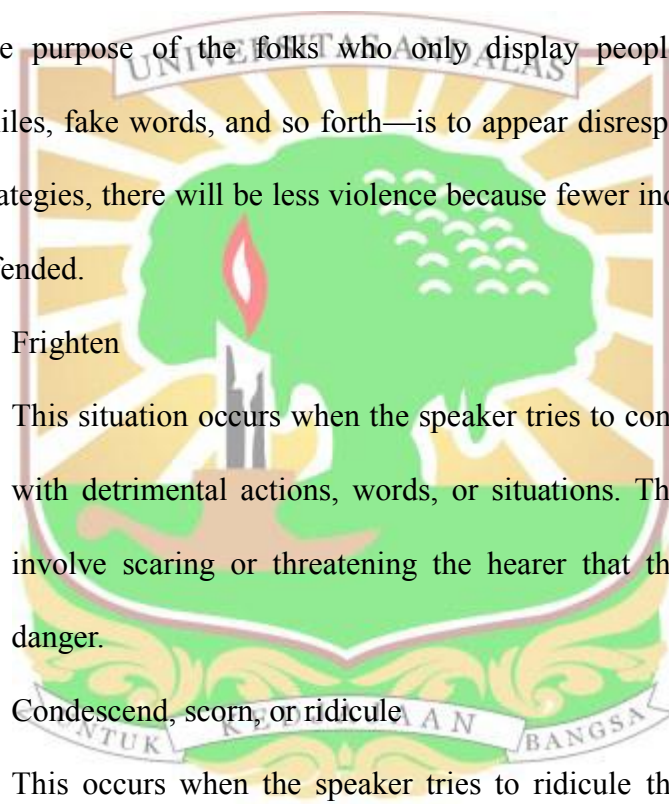 e purpose of the folks who only display peopl
UNIVERSITAS ANDALAS
iles, fake words, and so forth—is to appear disresp
ategies, there will be less violence because fewer inc
fended.
Frighten
This situation occurs when the speaker tries to con
with detrimental actions, words, or situations. Th
involve scaring or threatening the hearer that th
danger.
Condescend, scorn, or ridicule
UNTUK KEDJAJAAN BANGSA
This occurs when the speaker tries to ridicule th